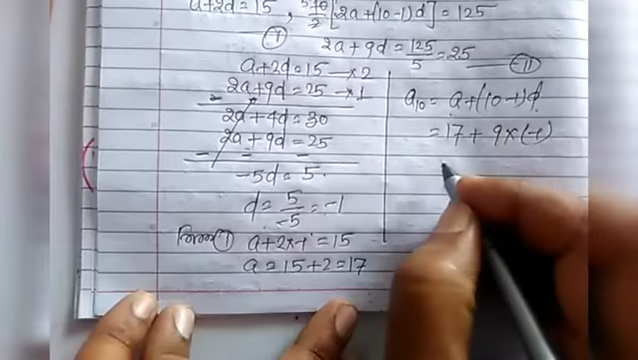 a+2d=15, 10/2[2a+(10-1)d]=125
I
2a+9d=125/5=25 II
a+2d=15 ×2
2a+9d=25 ×1
2a+4d=30
2a+9d=25
- - -
-5d=5
d=5/-5=-1
I a+2×-1=15
a=15+2=17
a10=a+(10-1)d
=17+9×(-1)